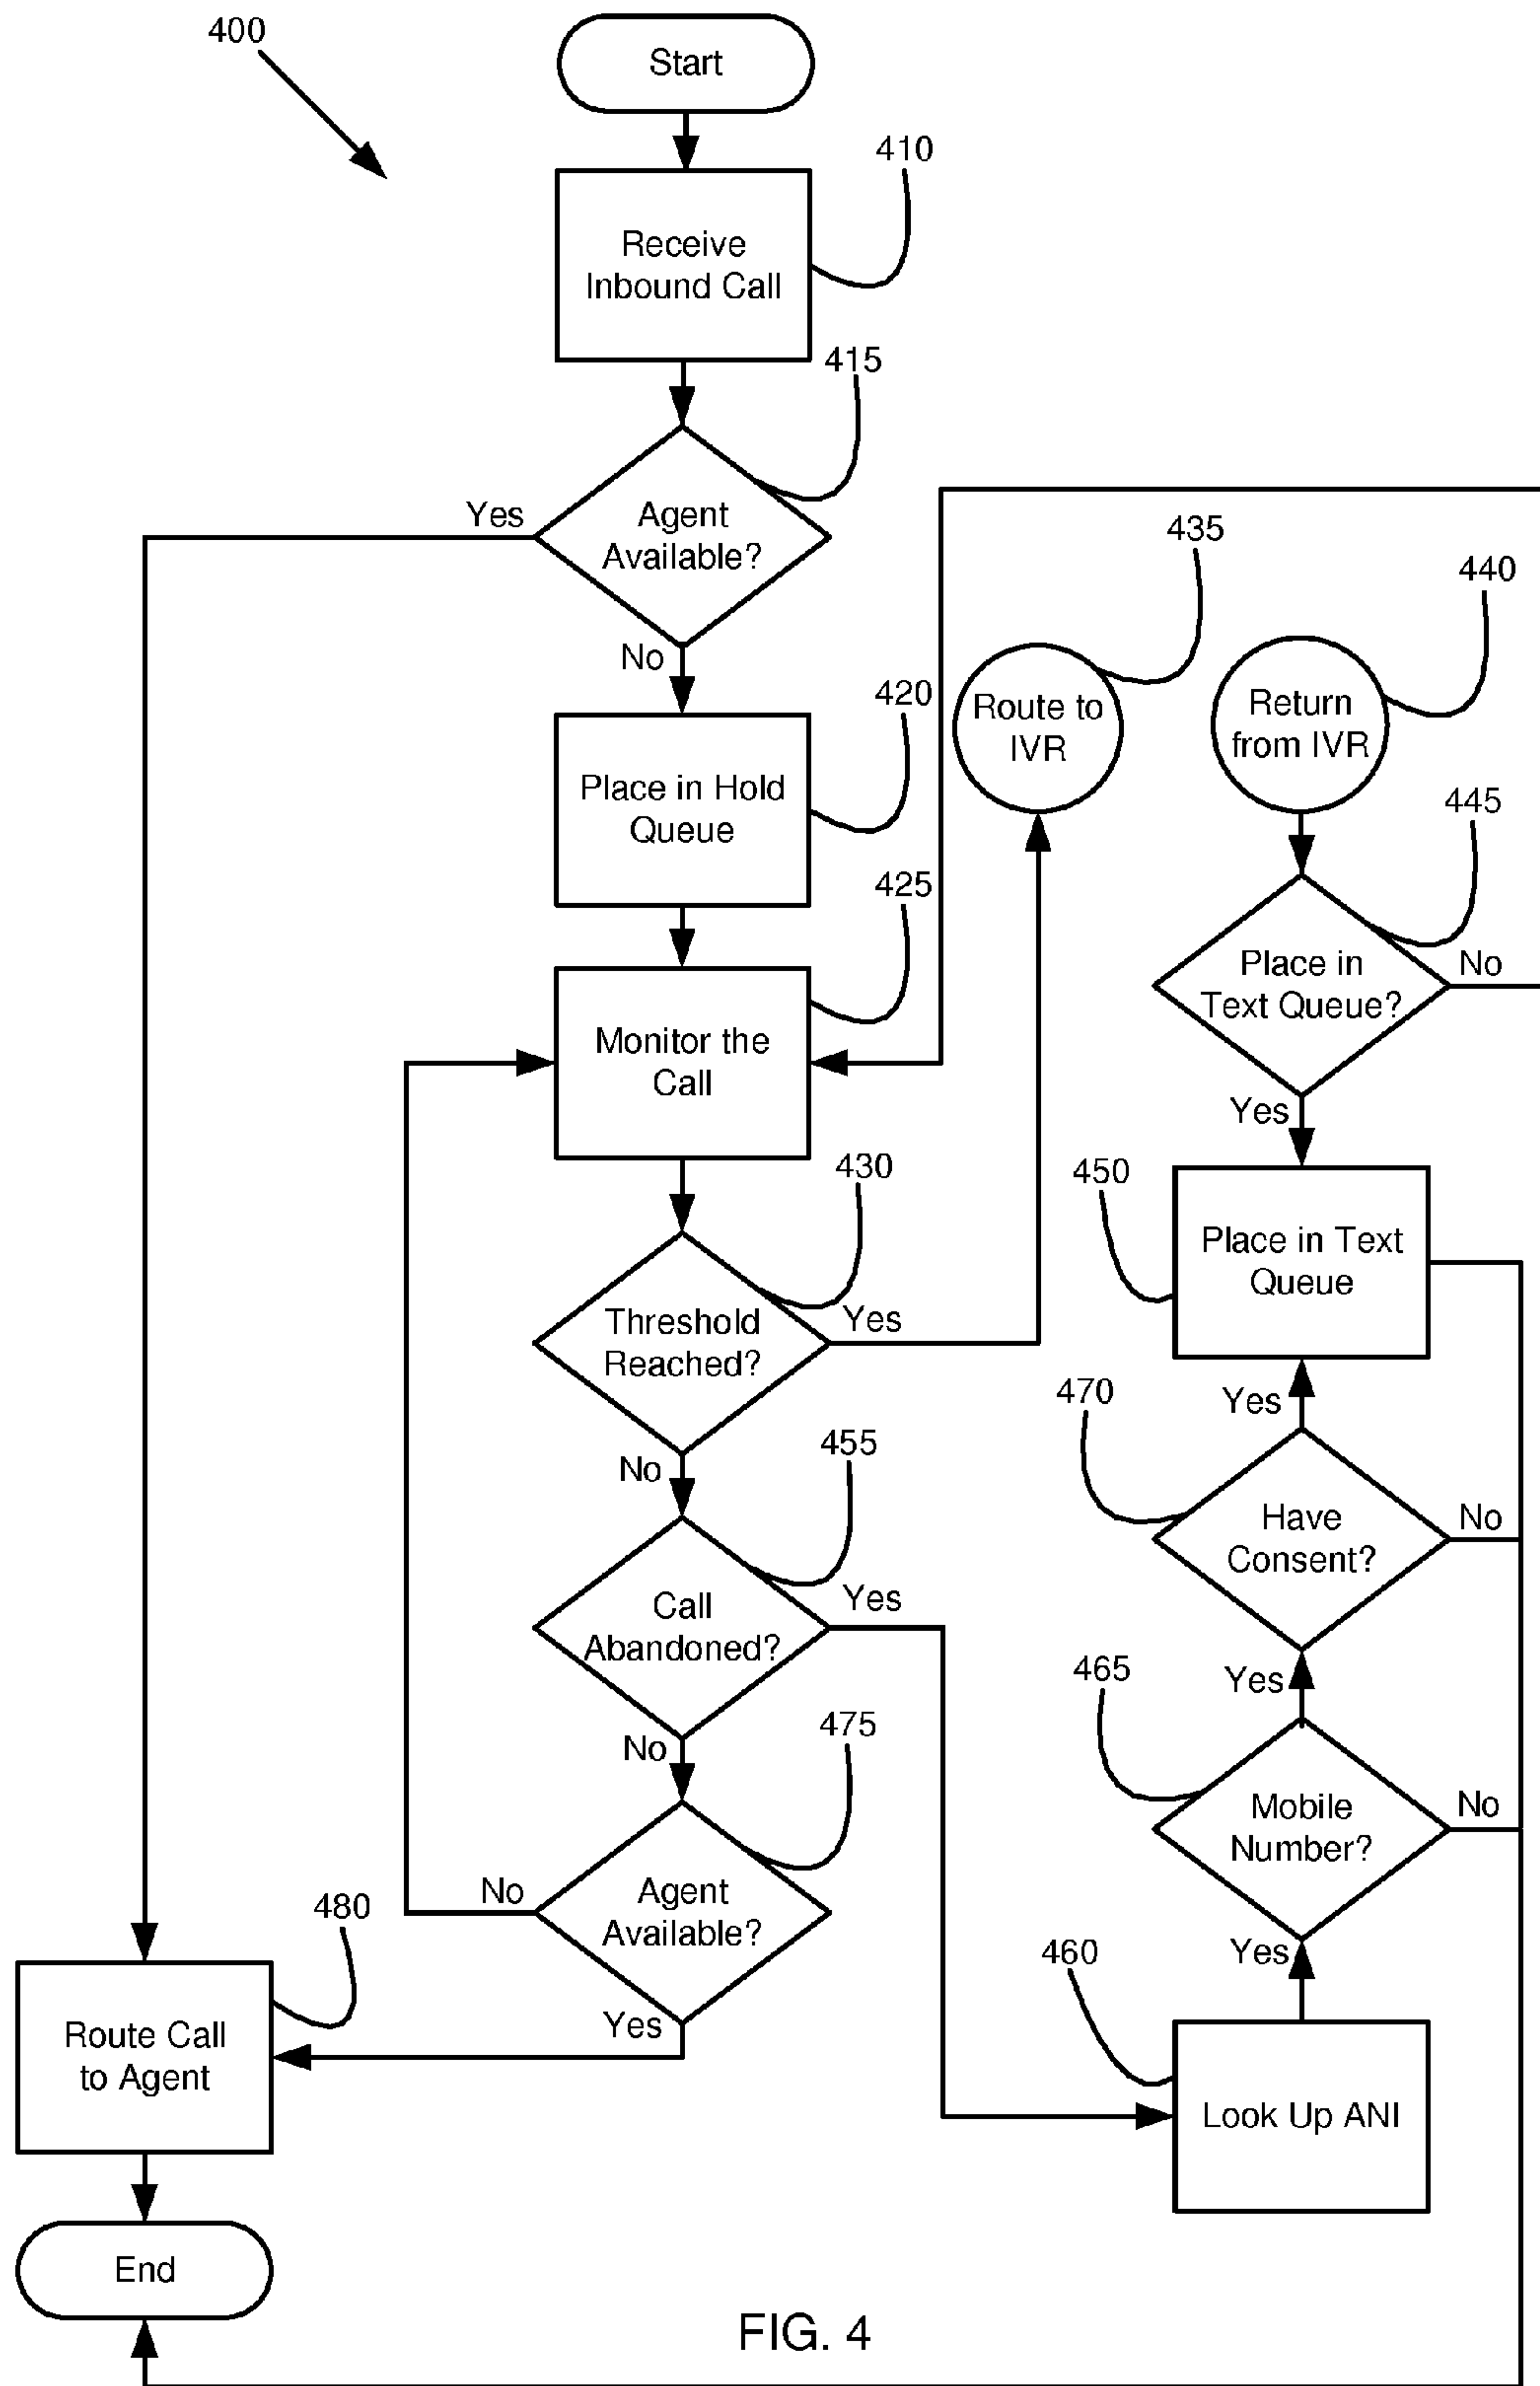 400
Start
410
Receive
Inbound Call
415
Yes
Agent
Available?
No
435
440
420
Route to
IVR
Return
from IVR
Place in Hold
Queue
445
425
Place in
Text Queue?
No
Monitor the
Call
Yes
430
450
Place in Text
Queue
Threshold
Reached?
Yes
470
Yes
No
455
Have
Consent?
No
Call
Abandoned?
Yes
465
Yes
No
475
Mobile
Number?
No
480
No
Agent
Available?
460
Yes
Yes
Route Call
to Agent
Look Up ANI
End
FIG. 4